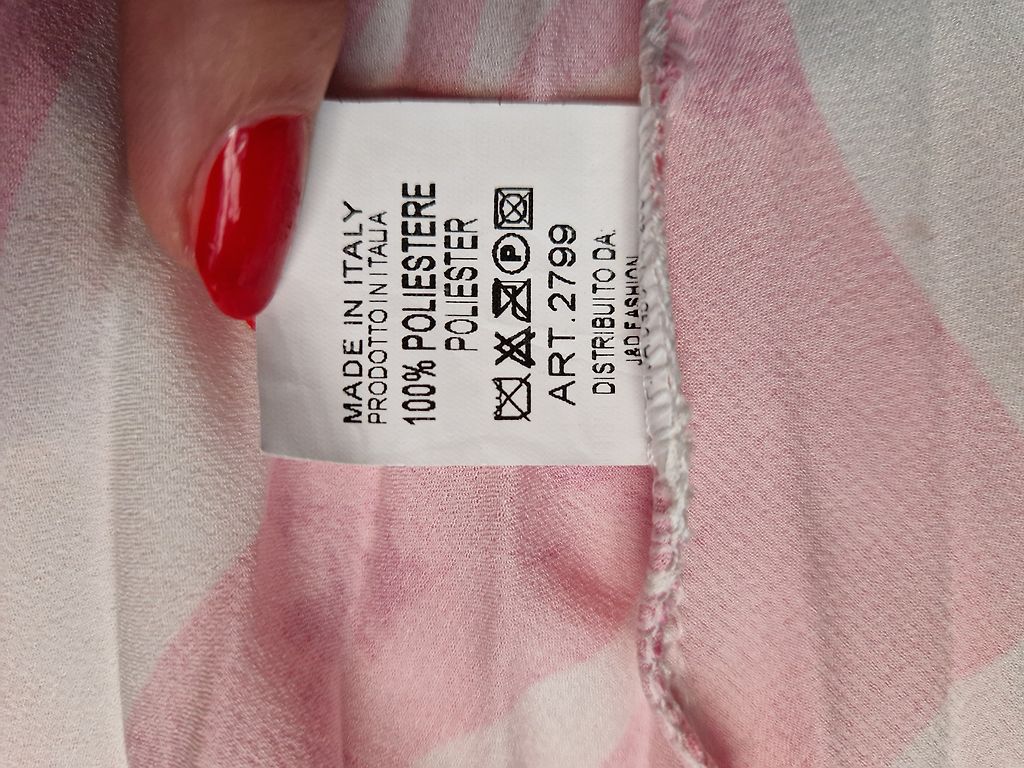 MADE IN ITALY
PRODOTTO IN ITALIA
100% POLIESTERE
POLIESTER
P
ART.2799
DISTRIBUITO DA:
J&D FASHION